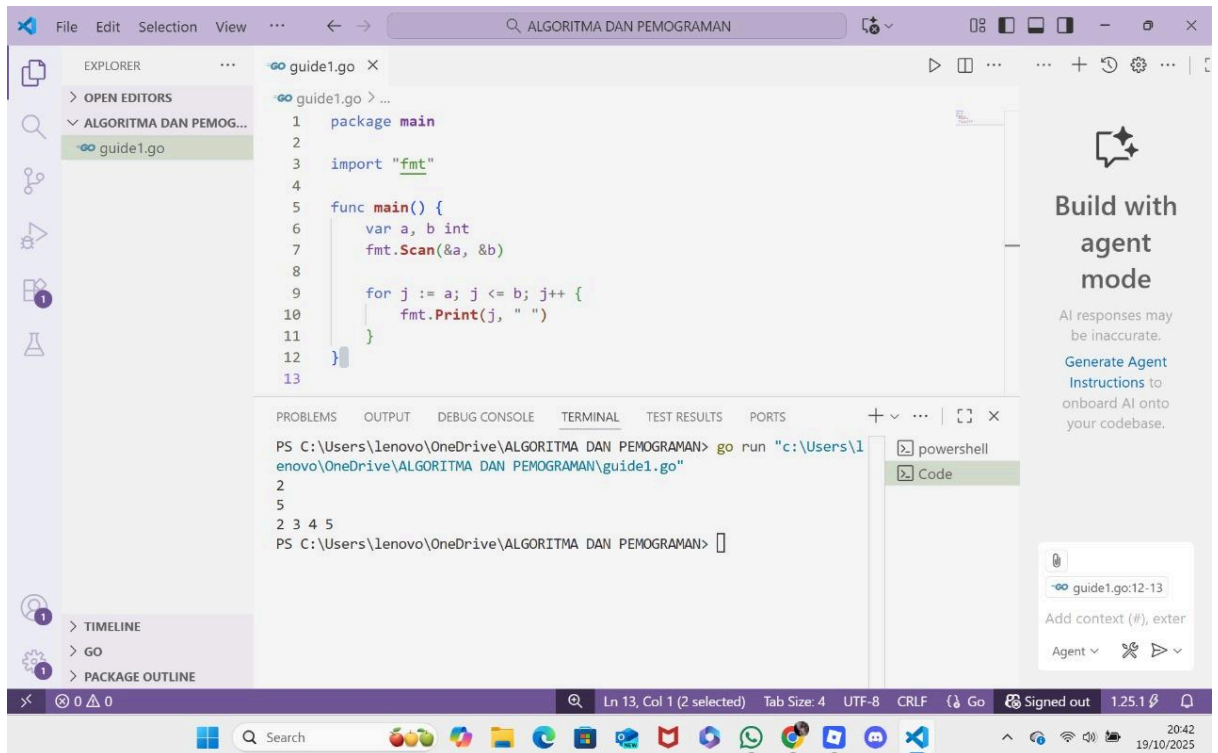 File Edit Selection View ··· ALGORITMA DAN PEMOGRAMAN
EXPLORER ···
> OPEN EDITORS
ALGORITMA DAN PEMOG...
guide1.go
> TIMELINE
> GO
> PACKAGE OUTLINE
guide1.go
guide1.go > ...
1 package main
2
3 import "fmt"
4
5 func main() {
6 var a, b int
7 fmt.Scan(&a, &b)
8
9 for j := a; j <= b; j++ {
10 fmt.Print(j, " ")
11 }
12 }
13
PROBLEMS OUTPUT DEBUG CONSOLE TERMINAL TEST RESULTS PORTS
PS C:\Users\lenovo\OneDrive\ALGORITMA DAN PEMOGRAMAN> go run "c:\Users\l
enovo\OneDrive\ALGORITMA DAN PEMOGRAMAN\guide1.go"
2
5
2 3 4 5
PS C:\Users\lenovo\OneDrive\ALGORITMA DAN PEMOGRAMAN>
powershell
Code
Build with
agent
mode
AI responses may
be inaccurate.
Generate Agent
Instructions to
onboard AI onto
your codebase.
guide1.go:12-13
Add context (#), exter
Agent
1
1
1
0 0 Ln 13, Col 1 (2 selected) Tab Size: 4 UTF-8 CRLF Go Signed out 1.25.1
Search
20:42
19/10/2025